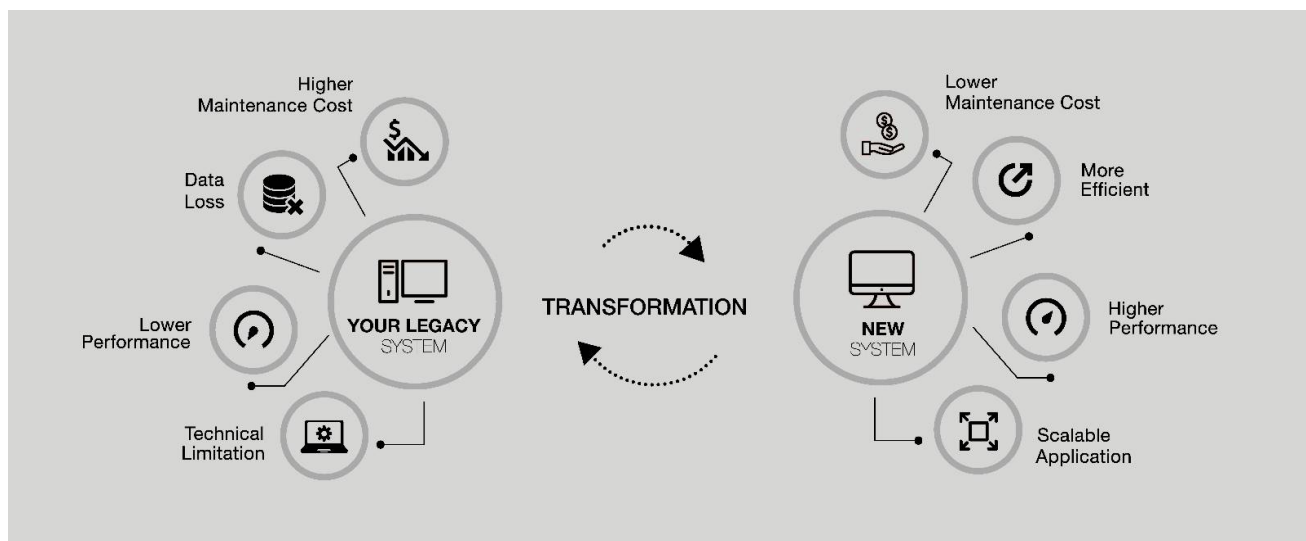 Higher
Maintenance Cost
Data
Loss
Lower
Performance
Technical
Limitation
YOUR LEGACY
SYSTEM
TRANSFORMATION
Lower
Maintenance Cost
More
Efficient
Higher
Performance
Scalable
Application
NEW
SYSTEM